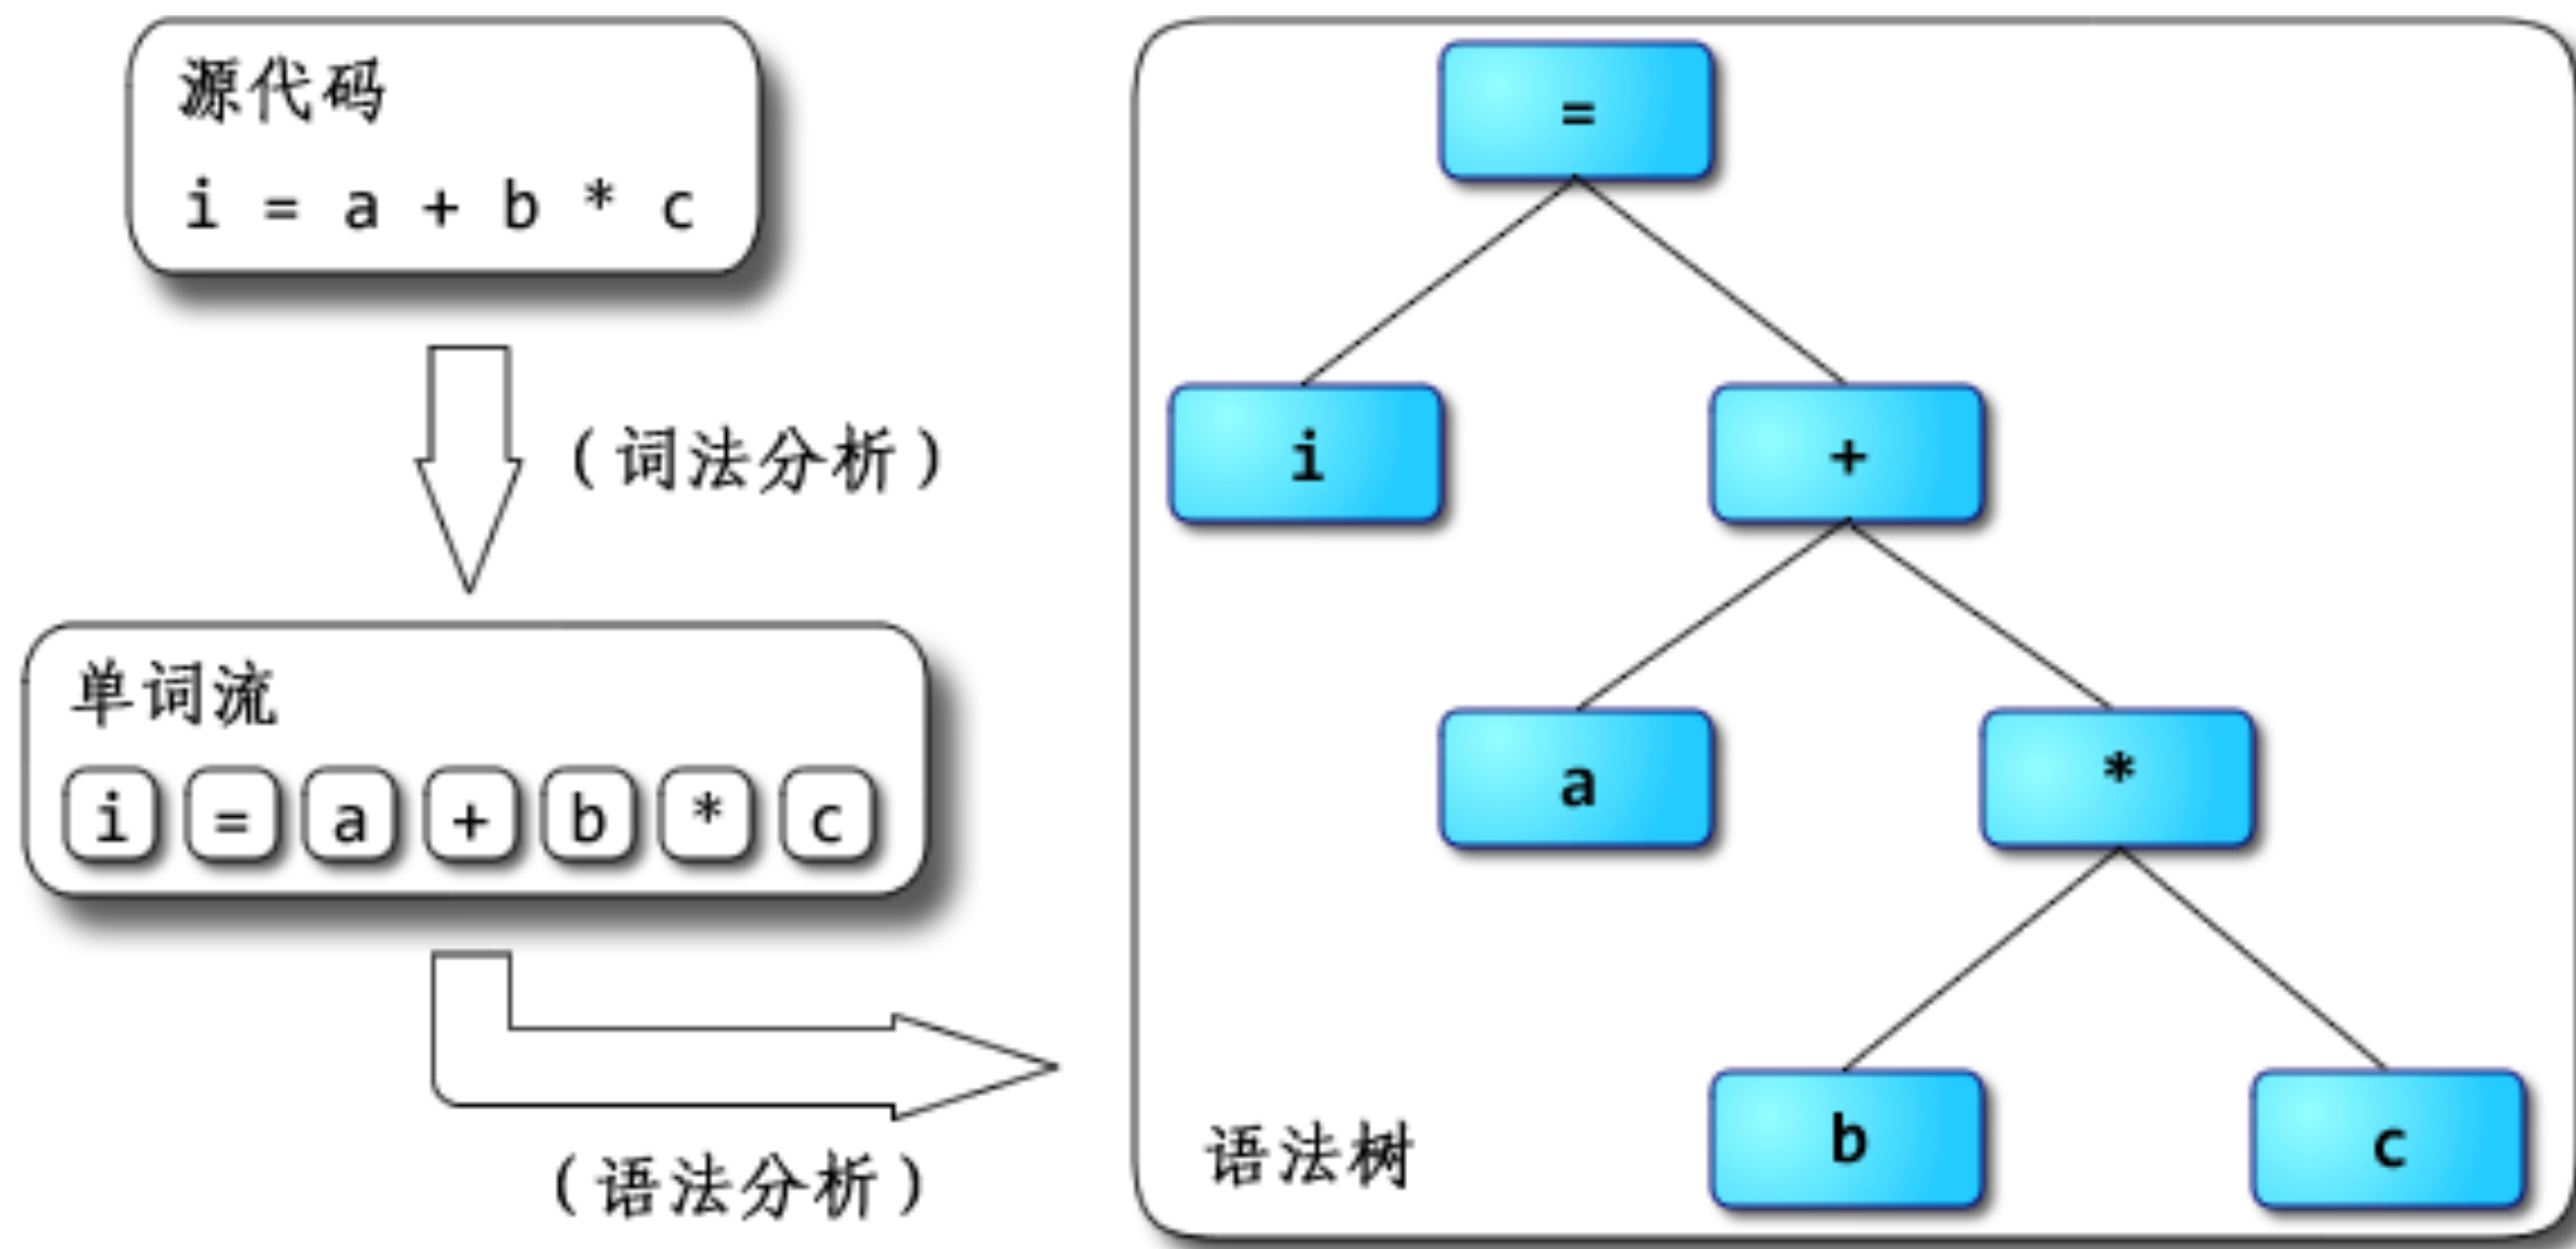 源代码
i = a + b * c
（词法分析）
单词流
i = a + b * c
（语法分析）
=
i +
a *
b c
语法树